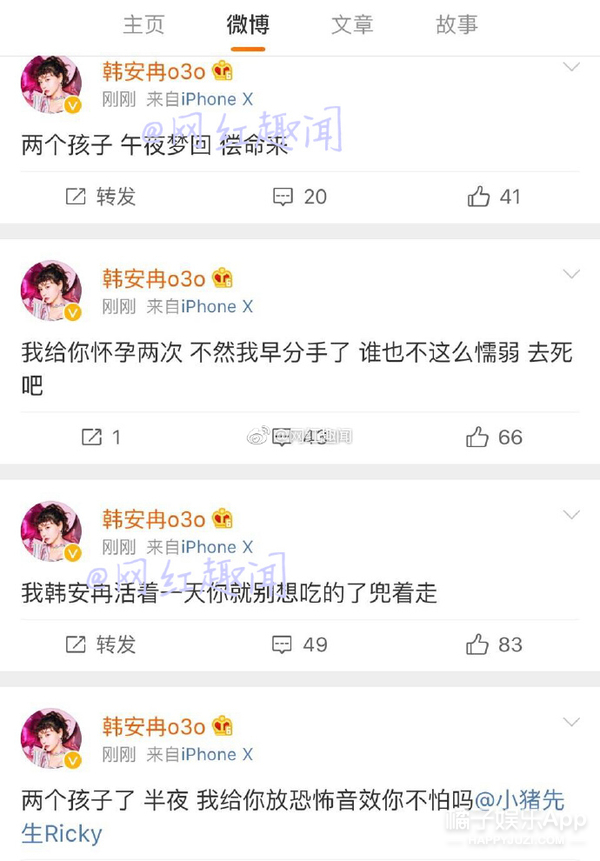 主页 微博 文章 故事
韩安冉o3o
刚刚 来自iPhone X
@网红趣闻
两个孩子 午夜梦回 偿命来
转发 20 41
韩安冉o3o
刚刚 来自iPhone X
我给你怀孕两次 不然我早分手了 谁也不这么懦弱 去死
吧
1 43 66
@网红趣闻
韩安冉o3o
刚刚 来自iPhone X
@网红趣闻
我韩安冉活着一天你就别想吃的了兜着走
转发 49 83
韩安冉o3o
刚刚 来自iPhone X
两个孩子了 半夜 我给你放恐怖音效你不怕吗@小猪先
生Ricky
橘子娱乐App
HAPPYJUZI.COM